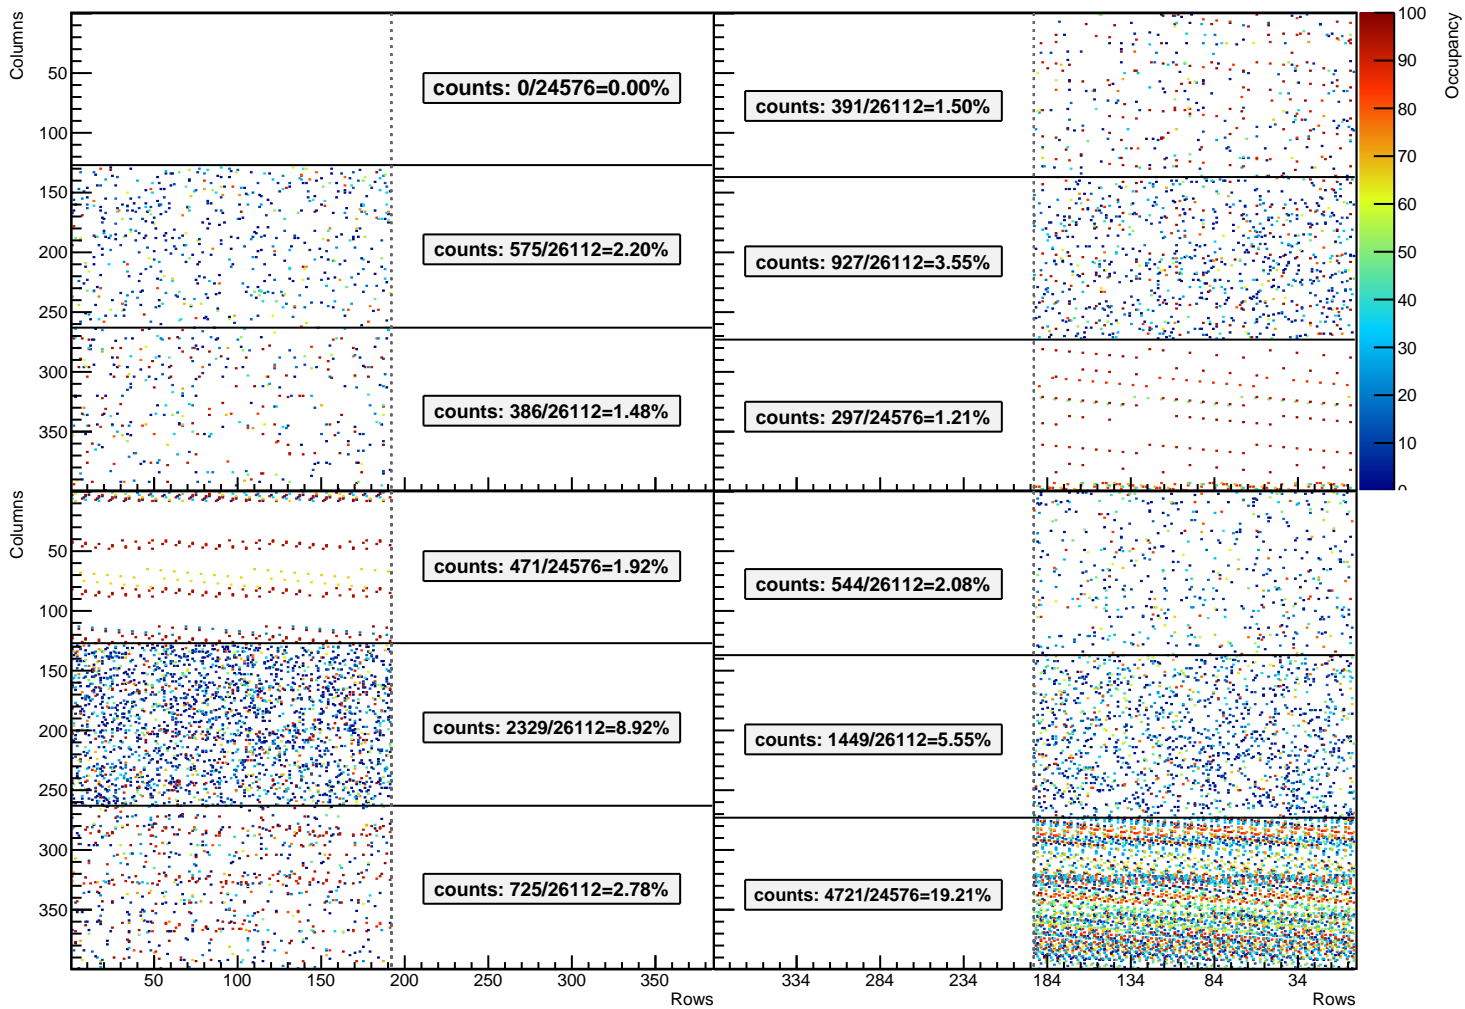 Columns
50
100
150
200
250
300
350
counts: 0/24576=0.00%
counts: 575/26112=2.20%
counts: 386/26112=1.48%
counts: 391/26112=1.50%
counts: 927/26112=3.55%
counts: 297/24576=1.21%
100
90
80
70
60
50
40
30
20
10
0
Occupancy
Columns
50
100
150
200
250
300
350
counts: 471/24576=1.92%
counts: 2329/26112=8.92%
counts: 725/26112=2.78%
counts: 544/26112=2.08%
counts: 1449/26112=5.55%
counts: 4721/24576=19.21%
50 100 150 200 250 300 350
Rows
334 284 234 184 134 84 34
Rows